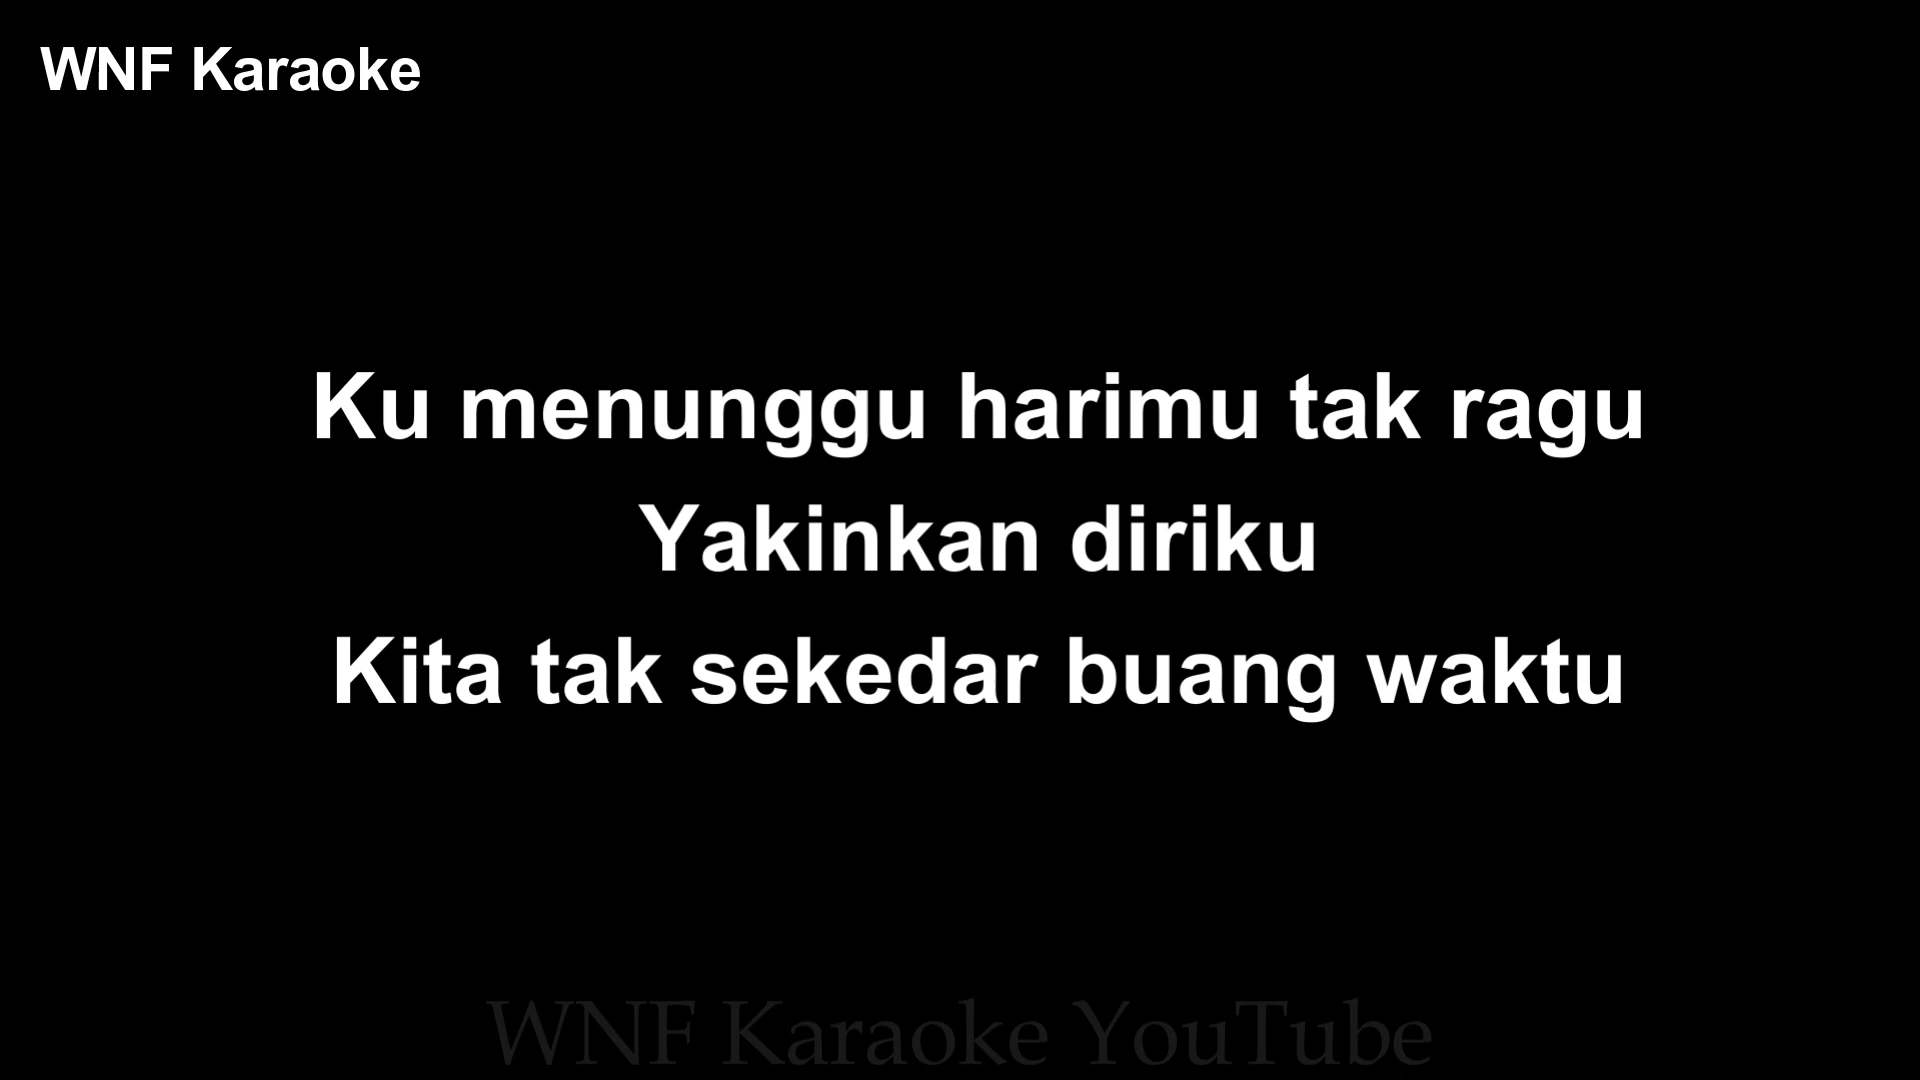 WNF Karaoke
Ku menunggu harimu tak ragu
Yakinkan diriku
Kita tak sekedar buang waktu
WNF Karaoke YouTube